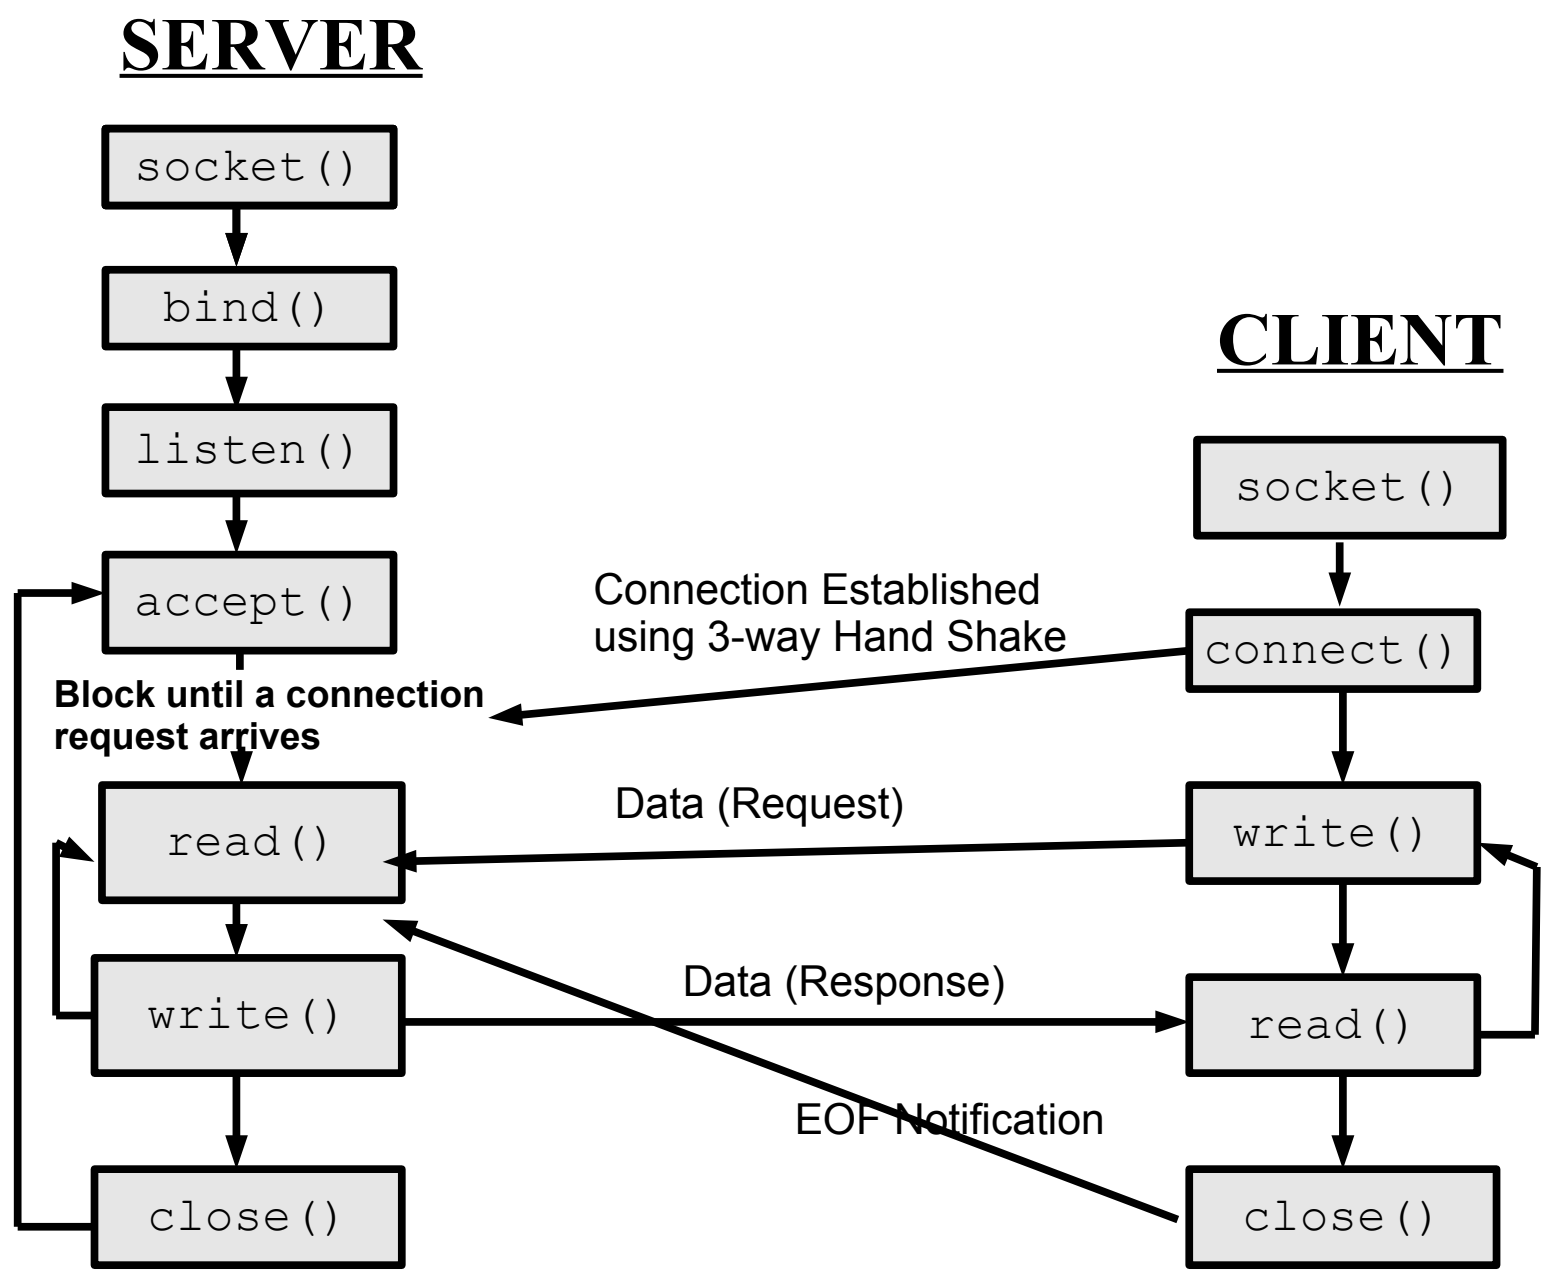 SERVER
socket()
bind()
listen()
accept()
Block until a connection
request arrives
read()
write()
close()
Connection Established
using 3-way Hand Shake
Data (Request)
Data (Response)
EOF Notification
CLIENT
socket()
connect()
write()
read()
close()